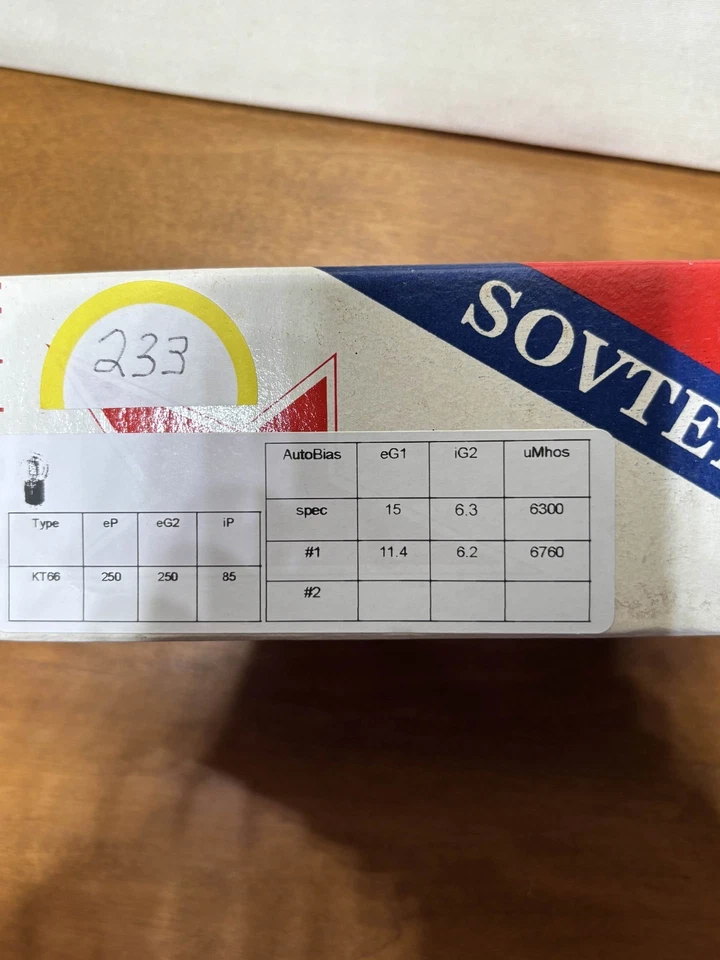 SOVTE
233
AutoBias eG1 iG2 uMhos
spec 15 6.3 6300
#1 11.4 6.2 6760
#2
Type eP eG2 iP
KT66 250 250 85